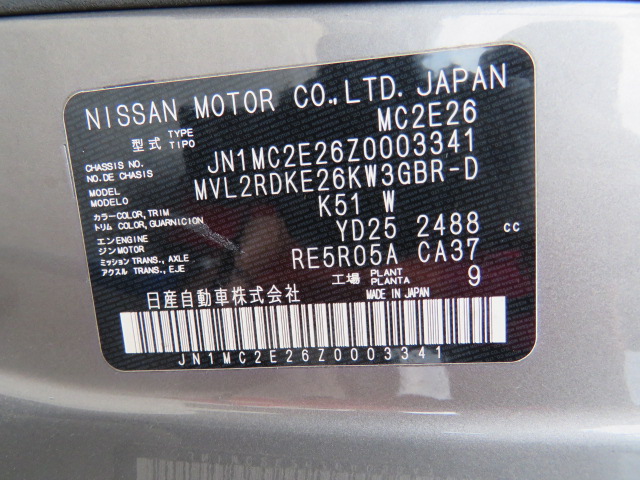 NISSAN MOTOR CO.,LTD. JAPAN
型式 TYPE TIPO MC2E26
CHASSIS NO. NO.DE CHASIS JN1MC2E26Z0003341
MODEL MODELO MVL2RDKE26KW3GBR-D
カラー COLOR, TRIM トリム COLOR, GUARNICION K51 W
エンジン ENGINE MOTOR YD25 2488 cc
ミッション TRANS., AXLE アクスル TRANS., EJE RE5R05A CA37
工場 PLANT PLANTA 9
日産自動車株式会社 MADE IN JAPAN
JN1MC2E26Z0003341